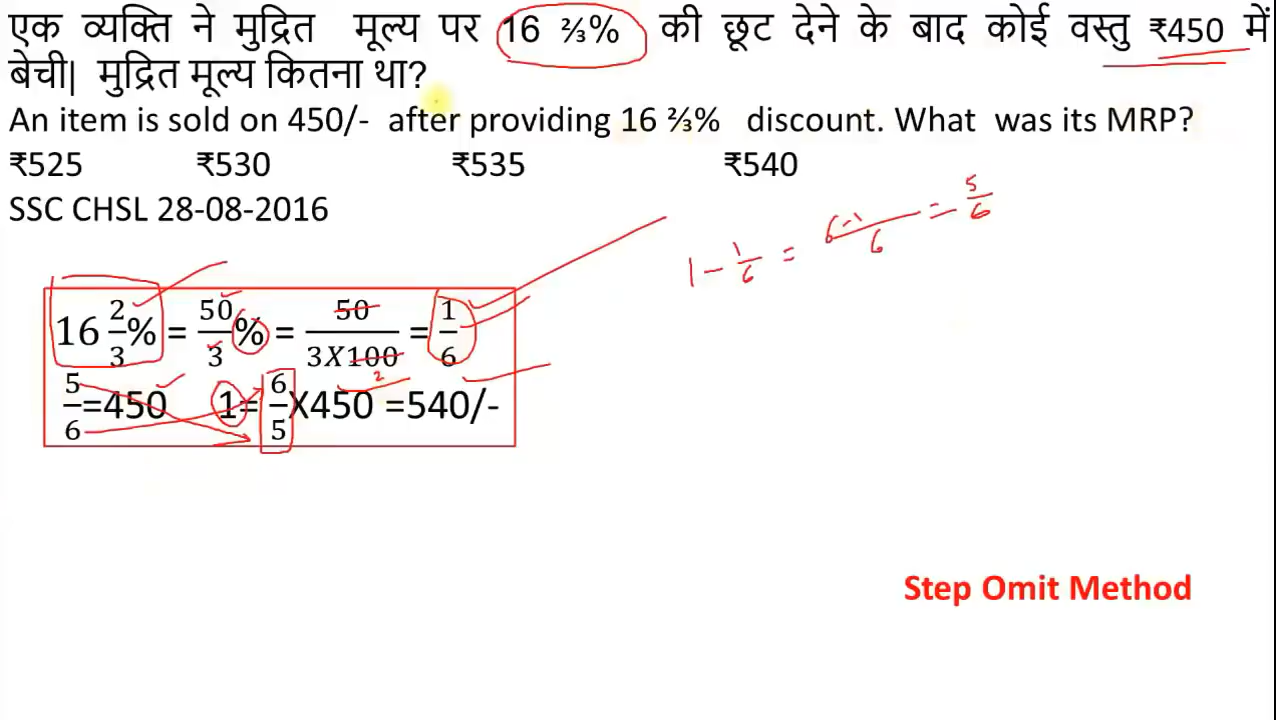 एक व्यक्ति ने मुद्रित मूल्य पर 16 ⅔% की छूट देने के बाद कोई वस्तु ₹450 में
बेची| मुद्रित मूल्य कितना था?
An item is sold on 450/- after providing 16 ⅔% discount. What was its MRP?
₹525 ₹530 ₹535 ₹540
SSC CHSL 28-08-2016
1 - 1/6 = 6-1/6 = 5/6
16 2/3% = 50/3% = 50/3X100 = 1/6
2
5/6=450 1= 6/5X450 =540/-
Step Omit Method